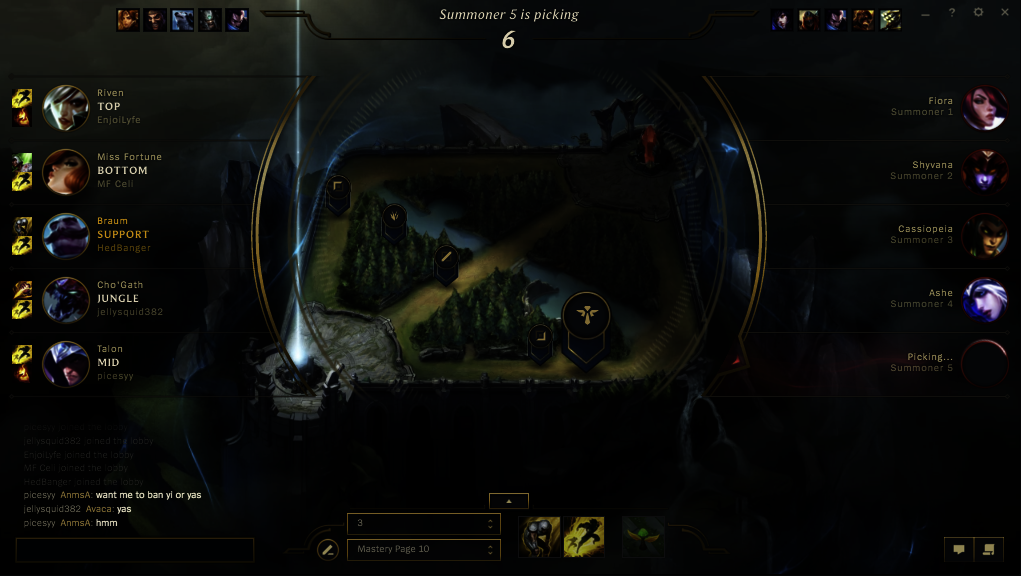 Summoner 5 is picking
6
Riven
TOP
EnjoiLyfe
Miss Fortune
BOTTOM
MF Cell
Braum
SUPPORT
HedBanger
Cho'Gath
JUNGLE
jellysquid382
Talon
MID
picesyy
Fiora
Summoner 1
Shyvana
Summoner 2
Cassiopeia
Summoner 3
Ashe
Summoner 4
Picking...
Summoner 5
jellysquid382 joined the lobby
EnjoiLyfe joined the lobby
MF Cell joined the lobby
HedBanger joined the lobby
picesyy AnmsA: want me to ban yi or yas
jellysquid382 Avaca: yas
picesyy AnmsA: hmm
3
Mastery Page 10